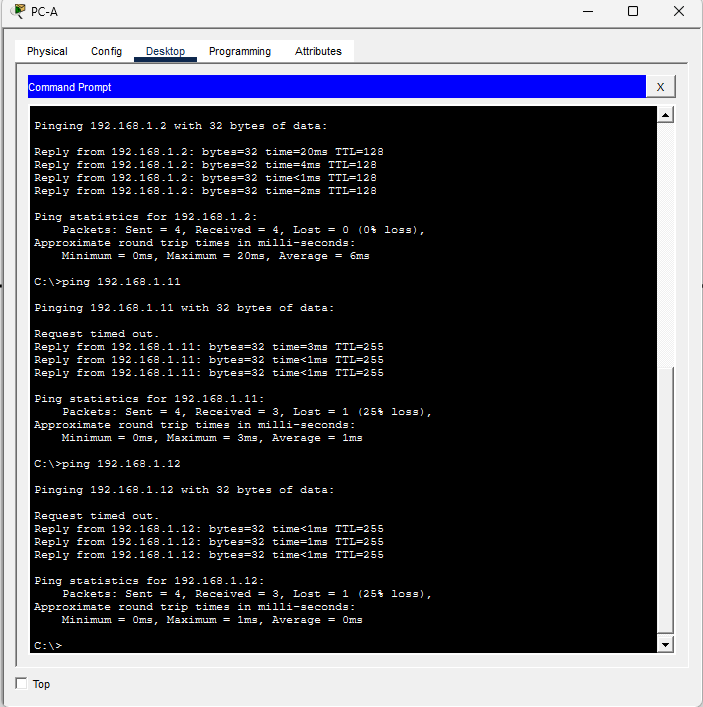 PC-A
Physical Config Desktop Programming Attributes
Command Prompt
X
Pinging 192.168.1.2 with 32 bytes of data:
Reply from 192.168.1.2: bytes=32 time=20ms TTL=128
Reply from 192.168.1.2: bytes=32 time=4ms TTL=128
Reply from 192.168.1.2: bytes=32 time<1ms TTL=128
Reply from 192.168.1.2: bytes=32 time=2ms TTL=128
Ping statistics for 192.168.1.2:
    Packets: Sent = 4, Received = 4, Lost = 0 (0% loss),
Approximate round trip times in milli-seconds:
    Minimum = 0ms, Maximum = 20ms, Average = 6ms
C:\>ping 192.168.1.11
Pinging 192.168.1.11 with 32 bytes of data:
Request timed out.
Reply from 192.168.1.11: bytes=32 time=3ms TTL=255
Reply from 192.168.1.11: bytes=32 time<1ms TTL=255
Reply from 192.168.1.11: bytes=32 time<1ms TTL=255
Ping statistics for 192.168.1.11:
    Packets: Sent = 4, Received = 3, Lost = 1 (25% loss),
Approximate round trip times in milli-seconds:
    Minimum = 0ms, Maximum = 3ms, Average = 1ms
C:\>ping 192.168.1.12
Pinging 192.168.1.12 with 32 bytes of data:
Request timed out.
Reply from 192.168.1.12: bytes=32 time<1ms TTL=255
Reply from 192.168.1.12: bytes=32 time=1ms TTL=255
Reply from 192.168.1.12: bytes=32 time<1ms TTL=255
Ping statistics for 192.168.1.12:
    Packets: Sent = 4, Received = 3, Lost = 1 (25% loss),
Approximate round trip times in milli-seconds:
    Minimum = 0ms, Maximum = 1ms, Average = 0ms
C:\>
Top